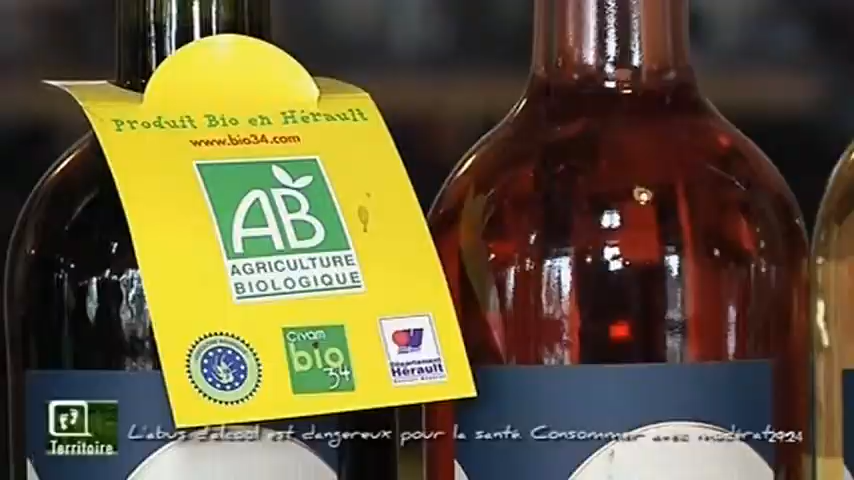 Produit Bio en Hérault
www.bio34.com
AB
AGRICULTURE
BIOLOGIQUE
Civam
bio
34
Département
Hérault
Territoire
L'abus d'alcool est dangereux pour la santé. Consommer avec